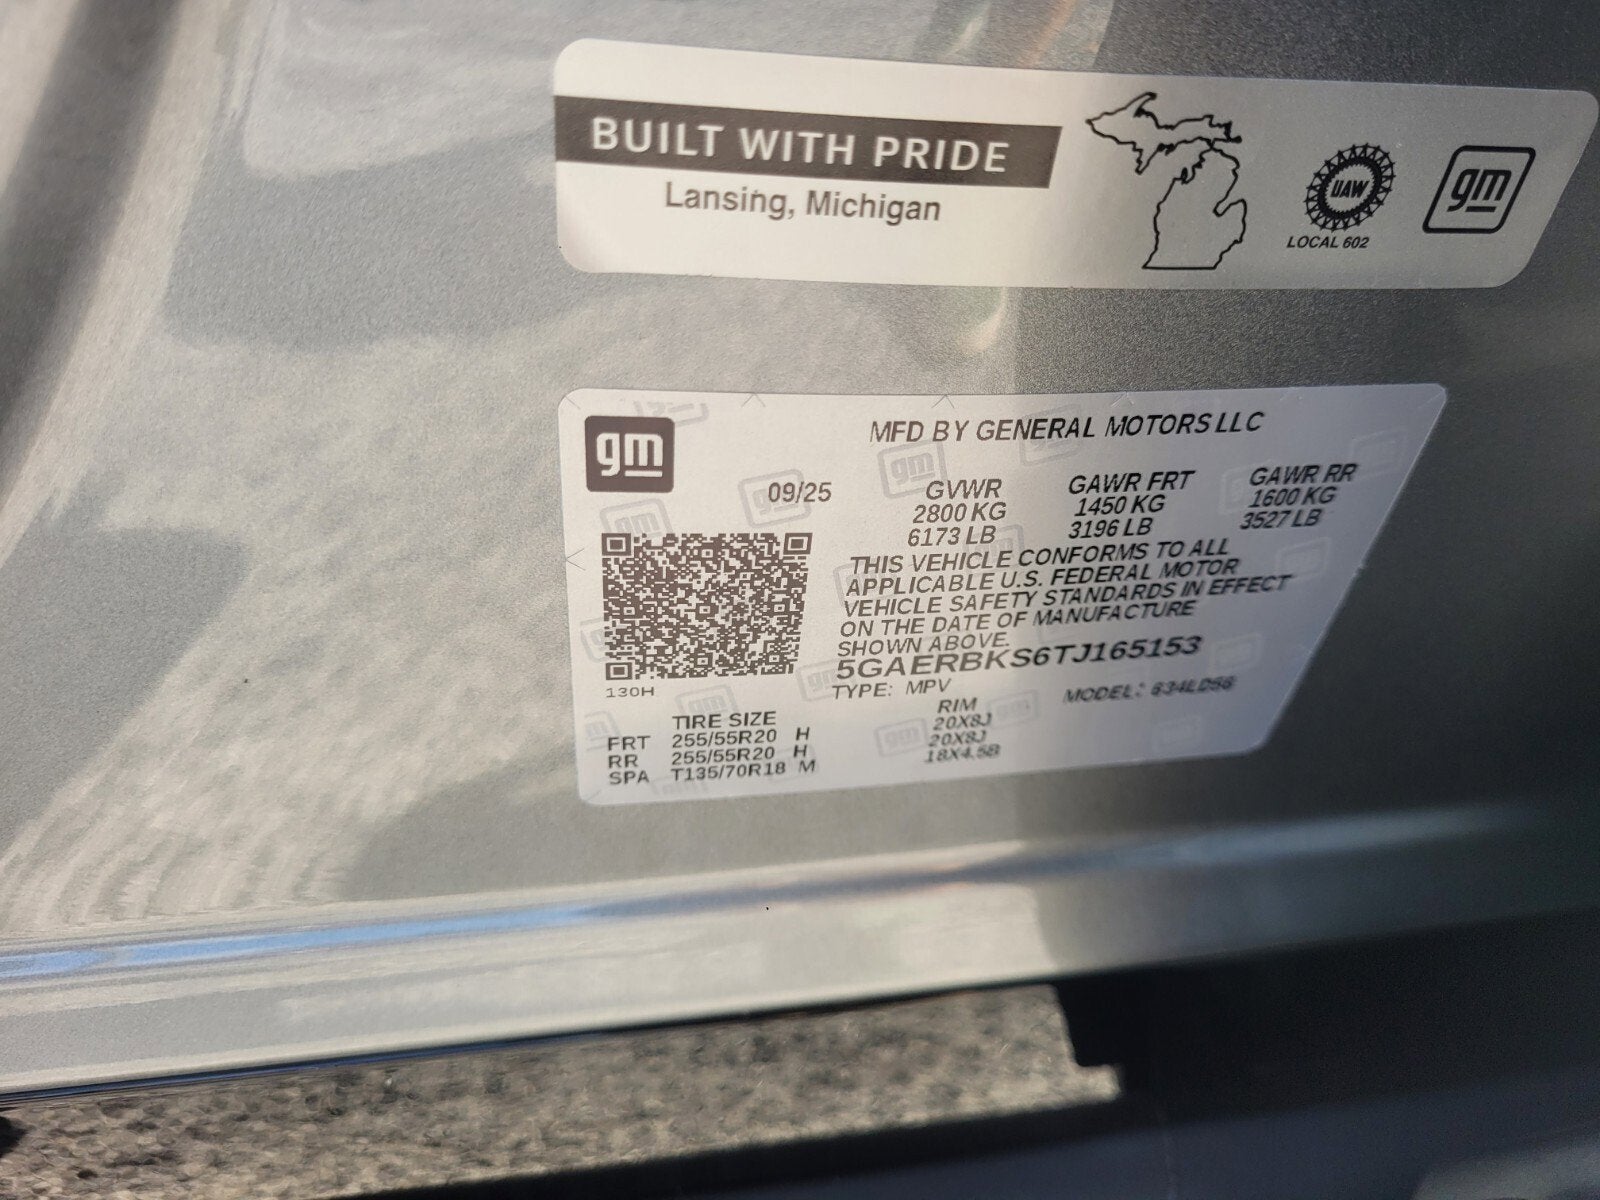 BUILT WITH PRIDE
Lansing, Michigan
UAW
LOCAL 602
gm
gm
MFD BY GENERAL MOTORS LLC
09/25
GVWR GAWR FRT GAWR RR
2800 KG 1450 KG 1600 KG
6173 LB 3196 LB 3527 LB
THIS VEHICLE CONFORMS TO ALL
APPLICABLE U.S. FEDERAL MOTOR
VEHICLE SAFETY STANDARDS IN EFFECT
ON THE DATE OF MANUFACTURE
SHOWN ABOVE.
5GAERBKS6TJ165153
TYPE: MPV MODEL:
130H
TIRE SIZE RIM
FRT 255/55R20 H 20X8J
RR 255/55R20 H 20X8J
SPA T135/70R18 M 18X4.5B